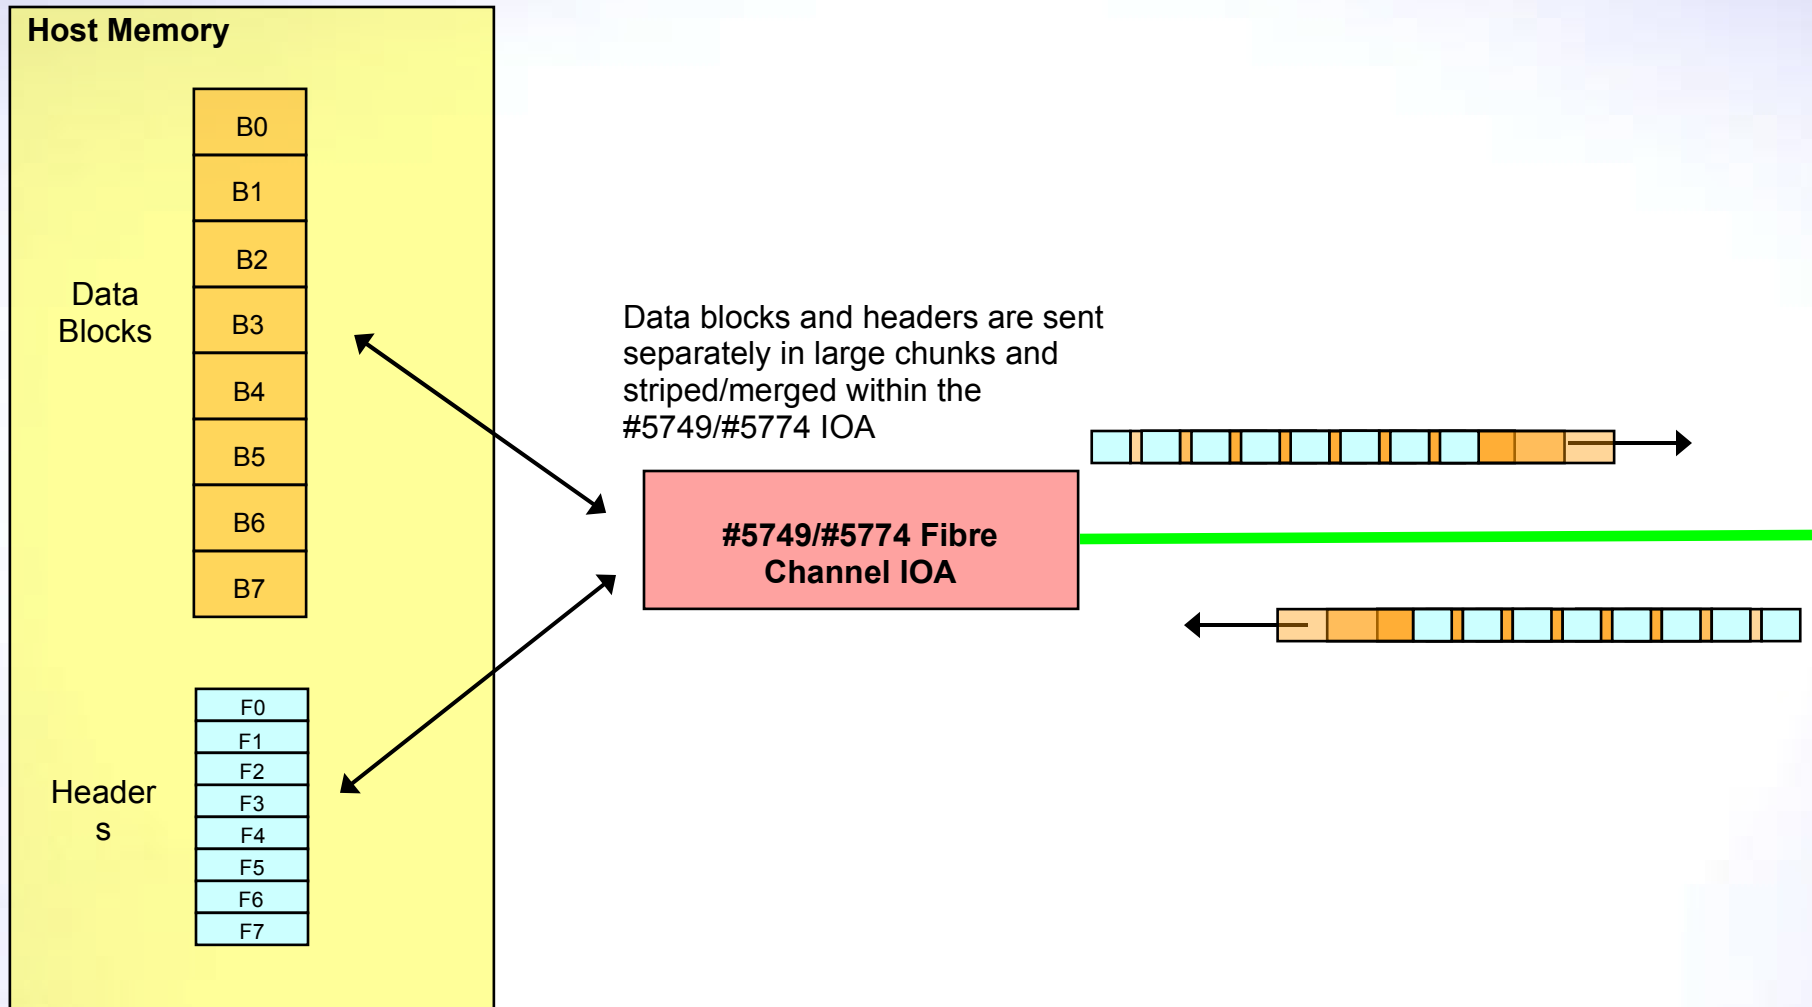 Host Memory
B0
B1
B2
B3
B4
B5
B6
B7
Data
Blocks
F0
F1
F2
F3
F4
F5
F6
F7
Header
s
Data blocks and headers are sent
separately in large chunks and
striped/merged within the
#5749/#5774 IOA
#5749/#5774 Fibre
Channel IOA